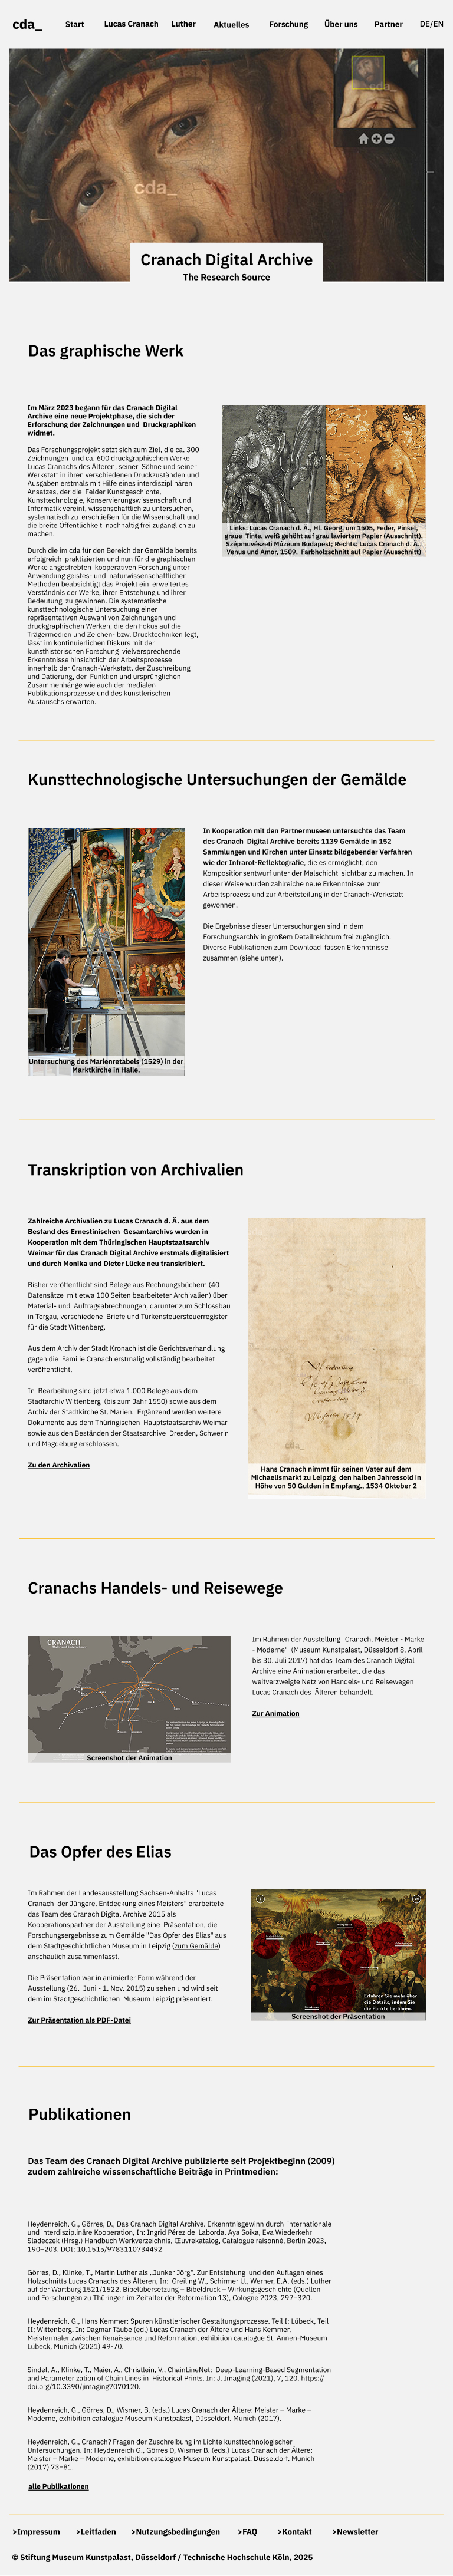 cda_ Start Lucas Cranach Luther Aktuelles Forschung Über uns Partner DE/EN
cda_
Cranach Digital Archive
The Research Source
Das graphische Werk
Im März 2023 begann für das Cranach Digital
Archive eine neue Projektphase, die sich der
Erforschung der Zeichnungen und Druckgraphiken
widmet.
Das Forschungsprojekt setzt sich zum Ziel, die ca. 300
Zeichnungen und ca. 600 druckgraphischen Werke
Lucas Cranachs des Älteren, seiner Söhne und seiner
Werkstatt in ihren verschiedenen Druckzuständen und
Ausgaben erstmals mit Hilfe eines interdisziplinären
Ansatzes, der die Felder Kunstgeschichte,
Kunsttechnologie, Konservierungswissenschaft und
Informatik vereint, wissenschaftlich zu untersuchen,
systematisch zu erschließen für die Wissenschaft und
die breite Öffentlichkeit nachhaltig frei zugänglich zu
machen.
Durch die im cda für den Bereich der Gemälde bereits
erfolgreich praktizierten und nun für die graphischen
Werke angestrebten kooperativen Forschung unter
Anwendung geistes- und naturwissenschaftlicher
Methoden beabsichtigt das Projekt ein erweitertes
Verständnis der Werke, ihrer Entstehung und ihrer
Bedeutung zu gewinnen. Die systematische
kunsttechnologische Untersuchung einer
repräsentativen Auswahl von Zeichnungen und
druckgraphischen Werken, die den Fokus auf die
Trägermedien und Zeichen- bzw. Drucktechniken legt,
lässt im kontinuierlichen Diskurs mit der
kunsthistorischen Forschung vielversprechende
Erkenntnisse hinsichtlich der Arbeitsprozesse
innerhalb der Cranach-Werkstatt, der Zuschreibung
und Datierung, der Funktion und ursprünglichen
Zusammenhänge wie auch der medialen
Publikationsprozesse und des künstlerischen
Austauschs erwarten.
Links: Lucas Cranach d. Ä., Hl. Georg, um 1505, Feder, Pinsel,
graue Tinte, weiß gehöht auf grau laviertem Papier (Ausschnitt),
Szépmuvészeti Múzeum Budapest; Rechts: Lucas Cranach d. Ä.,
Venus und Amor, 1509, Farbholzschnitt auf Papier (Ausschnitt)
Kunsttechnologische Untersuchungen der Gemälde
Untersuchung des Marienretabels (1529) in der
Marktkirche in Halle.
In Kooperation mit den Partnermuseen untersuchte das Team
des Cranach Digital Archive bereits 1139 Gemälde in 152
Sammlungen und Kirchen unter Einsatz bildgebender Verfahren
wie der Infrarot-Reflektografie, die es ermöglicht, den
Kompositionsentwurf unter der Malschicht sichtbar zu machen. In
dieser Weise wurden zahlreiche neue Erkenntnisse zum
Arbeitsprozess und zur Arbeitsteilung in der Cranach-Werkstatt
gewonnen.
Die Ergebnisse dieser Untersuchungen sind in dem
Forschungsarchiv in großem Detailreichtum frei zugänglich.
Diverse Publikationen zum Download fassen Erkenntnisse
zusammen (siehe unten).
Transkription von Archivalien
Zahlreiche Archivalien zu Lucas Cranach d. Ä. aus dem
Bestand des Ernestinischen Gesamtarchivs wurden in
Kooperation mit dem Thüringischen Hauptstaatsarchiv
Weimar für das Cranach Digital Archive erstmals digitalisiert
und durch Monika und Dieter Lücke neu transkribiert.
Bisher veröffentlicht sind Belege aus Rechnungsbüchern (40
Datensätze mit etwa 100 Seiten bearbeiteter Archivalien) über
Material- und Auftragsabrechnungen, darunter zum Schlossbau
in Torgau, verschiedene Briefe und Türkensteuersteuerregister
für die Stadt Wittenberg.
Aus dem Archiv der Stadt Kronach ist die Gerichtsverhandlung
gegen die Familie Cranach erstmalig vollständig bearbeitet
veröffentlicht.
In Bearbeitung sind jetzt etwa 1.000 Belege aus dem
Stadtarchiv Wittenberg (bis zum Jahr 1550) sowie aus dem
Archiv der Stadtkirche St. Marien. Ergänzend werden weitere
Dokumente aus dem Thüringischen Hauptstaatsarchiv Weimar
sowie aus den Beständen der Staatsarchive Dresden, Schwerin
und Magdeburg erschlossen.
Zu den Archivalien
cda_
Hans Cranach nimmt für seinen Vater auf dem
Michaelismarkt zu Leipzig den halben Jahressold in
Höhe von 50 Gulden in Empfang., 1534 Oktober 2
Cranachs Handels- und Reisewege
CRANACH
Screenshot der Animation
Im Rahmen der Ausstellung "Cranach. Meister - Marke
- Moderne" (Museum Kunstpalast, Düsseldorf 8. April
bis 30. Juli 2017) hat das Team des Cranach Digital
Archive eine Animation erarbeitet, die das
weitverzweigte Netz von Handels- und Reisewegen
Lucas Cranach des Älteren behandelt.
Zur Animation
Das Opfer des Elias
Im Rahmen der Landesausstellung Sachsen-Anhalts "Lucas
Cranach der Jüngere. Entdeckung eines Meisters" erarbeitete
das Team des Cranach Digital Archive 2015 als
Kooperationspartner der Ausstellung eine Präsentation, die
Forschungsergebnisse zum Gemälde "Das Opfer des Elias" aus
dem Stadtgeschichtlichen Museum in Leipzig (zum Gemälde)
anschaulich zusammenfasst.
Die Präsentation war in animierter Form während der
Ausstellung (26. Juni - 1. Nov. 2015) zu sehen und wird seit
dem im Stadtgeschichtlichen Museum Leipzig präsentiert.
Zur Präsentation als PDF-Datei
Erfahren Sie mehr über
die Details, indem Sie
die Punkte berühren.
Screenshot der Präsentation
Publikationen
Das Team des Cranach Digital Archive publizierte seit Projektbeginn (2009)
zudem zahlreiche wissenschaftliche Beiträge in Printmedien:
Heydenreich, G., Görres, D., Das Cranach Digital Archive. Erkenntnisgewinn durch internationale
und interdisziplinäre Kooperation, In: Ingrid Pérez de Laborda, Aya Soika, Eva Wiederkehr
Sladeczek (Hrsg.) Handbuch Werkverzeichnis, Œuvrekatalog, Catalogue raisonné, Berlin 2023,
190–203. DOI: 10.1515/9783110734492
Görres, D., Klinke, T., Martin Luther als „Junker Jörg“. Zur Entstehung und den Auflagen eines
Holzschnitts Lucas Cranachs des Älteren, In: Greiling W., Schirmer U., Werner, E.A. (eds.) Luther
auf der Wartburg 1521/1522. Bibelübersetzung – Bibeldruck – Wirkungsgeschichte (Quellen
und Forschungen zu Thüringen im Zeitalter der Reformation 13), Cologne 2023, 297–320.
Heydenreich, G., Hans Kemmer: Spuren künstlerischer Gestaltungsprozesse. Teil I: Lübeck, Teil
II: Wittenberg. In: Dagmar Täube (ed.) Lucas Cranach der Ältere und Hans Kemmer.
Meistermaler zwischen Renaissance und Reformation, exhibition catalogue St. Annen-Museum
Lübeck, Munich (2021) 49-70.
Sindel, A., Klinke, T., Maier, A., Christlein, V., ChainLineNet: Deep-Learning-Based Segmentation
and Parameterization of Chain Lines in Historical Prints. In: J. Imaging (2021), 7, 120. https://
doi.org/10.3390/jimaging7070120.
Heydenreich, G., Görres, D., Wismer, B. (eds.) Lucas Cranach der Ältere: Meister – Marke –
Moderne, exhibition catalogue Museum Kunstpalast, Düsseldorf. Munich (2017).
Heydenreich, G., Cranach? Fragen der Zuschreibung im Lichte kunsttechnologischer
Untersuchungen. In: Heydenreich G., Görres D, Wismer B. (eds.) Lucas Cranach der Ältere:
Meister – Marke – Moderne, exhibition catalogue Museum Kunstpalast, Düsseldorf. Munich
(2017) 73–81.
alle Publikationen
>Impressum >Leitfaden >Nutzungsbedingungen >FAQ >Kontakt >Newsletter
© Stiftung Museum Kunstpalast, Düsseldorf / Technische Hochschule Köln, 2025